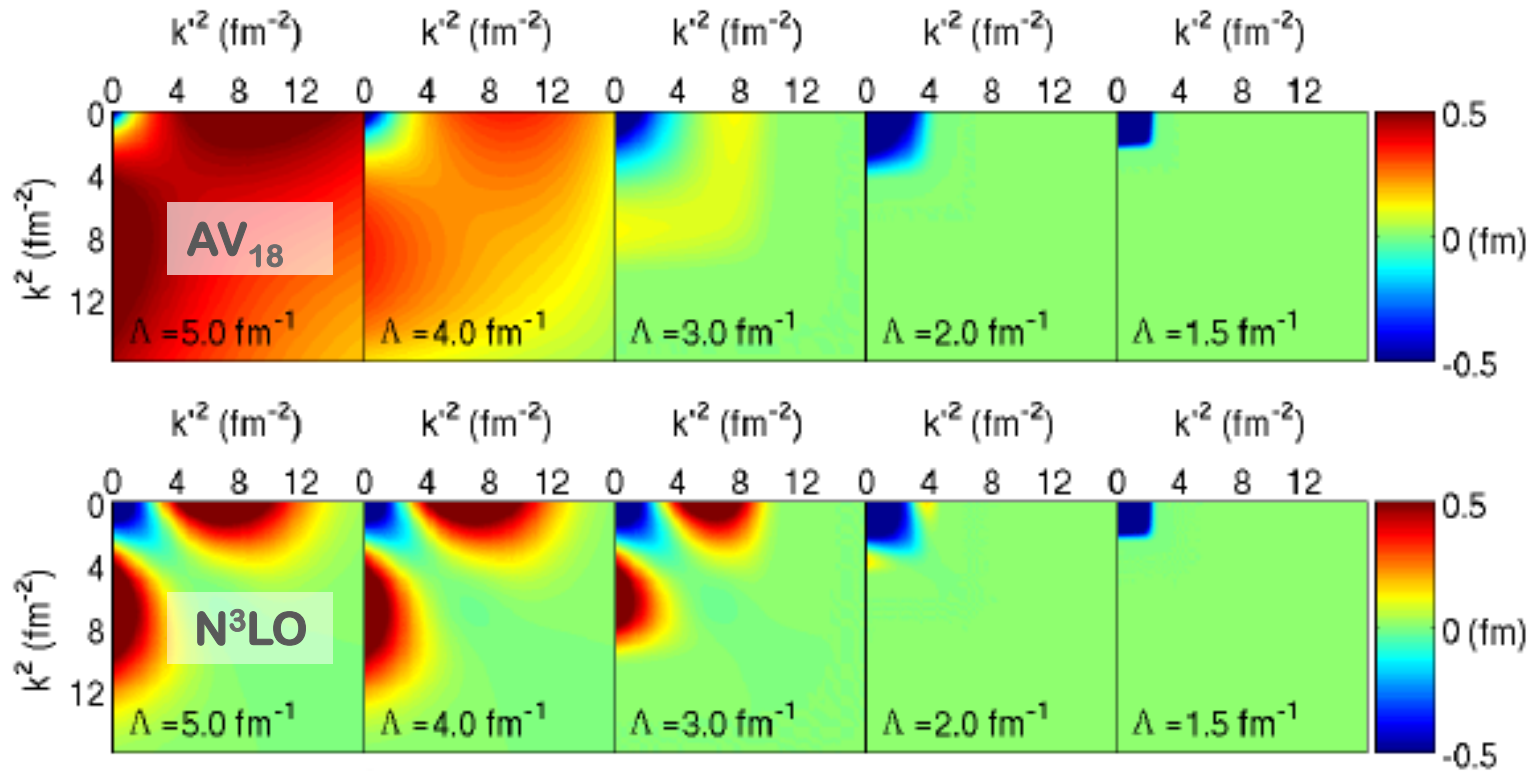 k'² (fm⁻²) k'² (fm⁻²) k'² (fm⁻²) k'² (fm⁻²) k'² (fm⁻²)
0 4 8 12 0 4 8 12 0 4 8 12 0 4 8 12 0 4 8 12
k² (fm⁻²)
0
4
8
12
AV₁₈
Λ =5.0 fm⁻¹ Λ =4.0 fm⁻¹ Λ =3.0 fm⁻¹ Λ =2.0 fm⁻¹ Λ =1.5 fm⁻¹
0.5
0 (fm)
-0.5
k'² (fm⁻²) k'² (fm⁻²) k'² (fm⁻²) k'² (fm⁻²) k'² (fm⁻²)
0 4 8 12 0 4 8 12 0 4 8 12 0 4 8 12 0 4 8 12
k² (fm⁻²)
0
4
8
12
N³LO
Λ =5.0 fm⁻¹ Λ =4.0 fm⁻¹ Λ =3.0 fm⁻¹ Λ =2.0 fm⁻¹ Λ =1.5 fm⁻¹
0.5
0 (fm)
-0.5